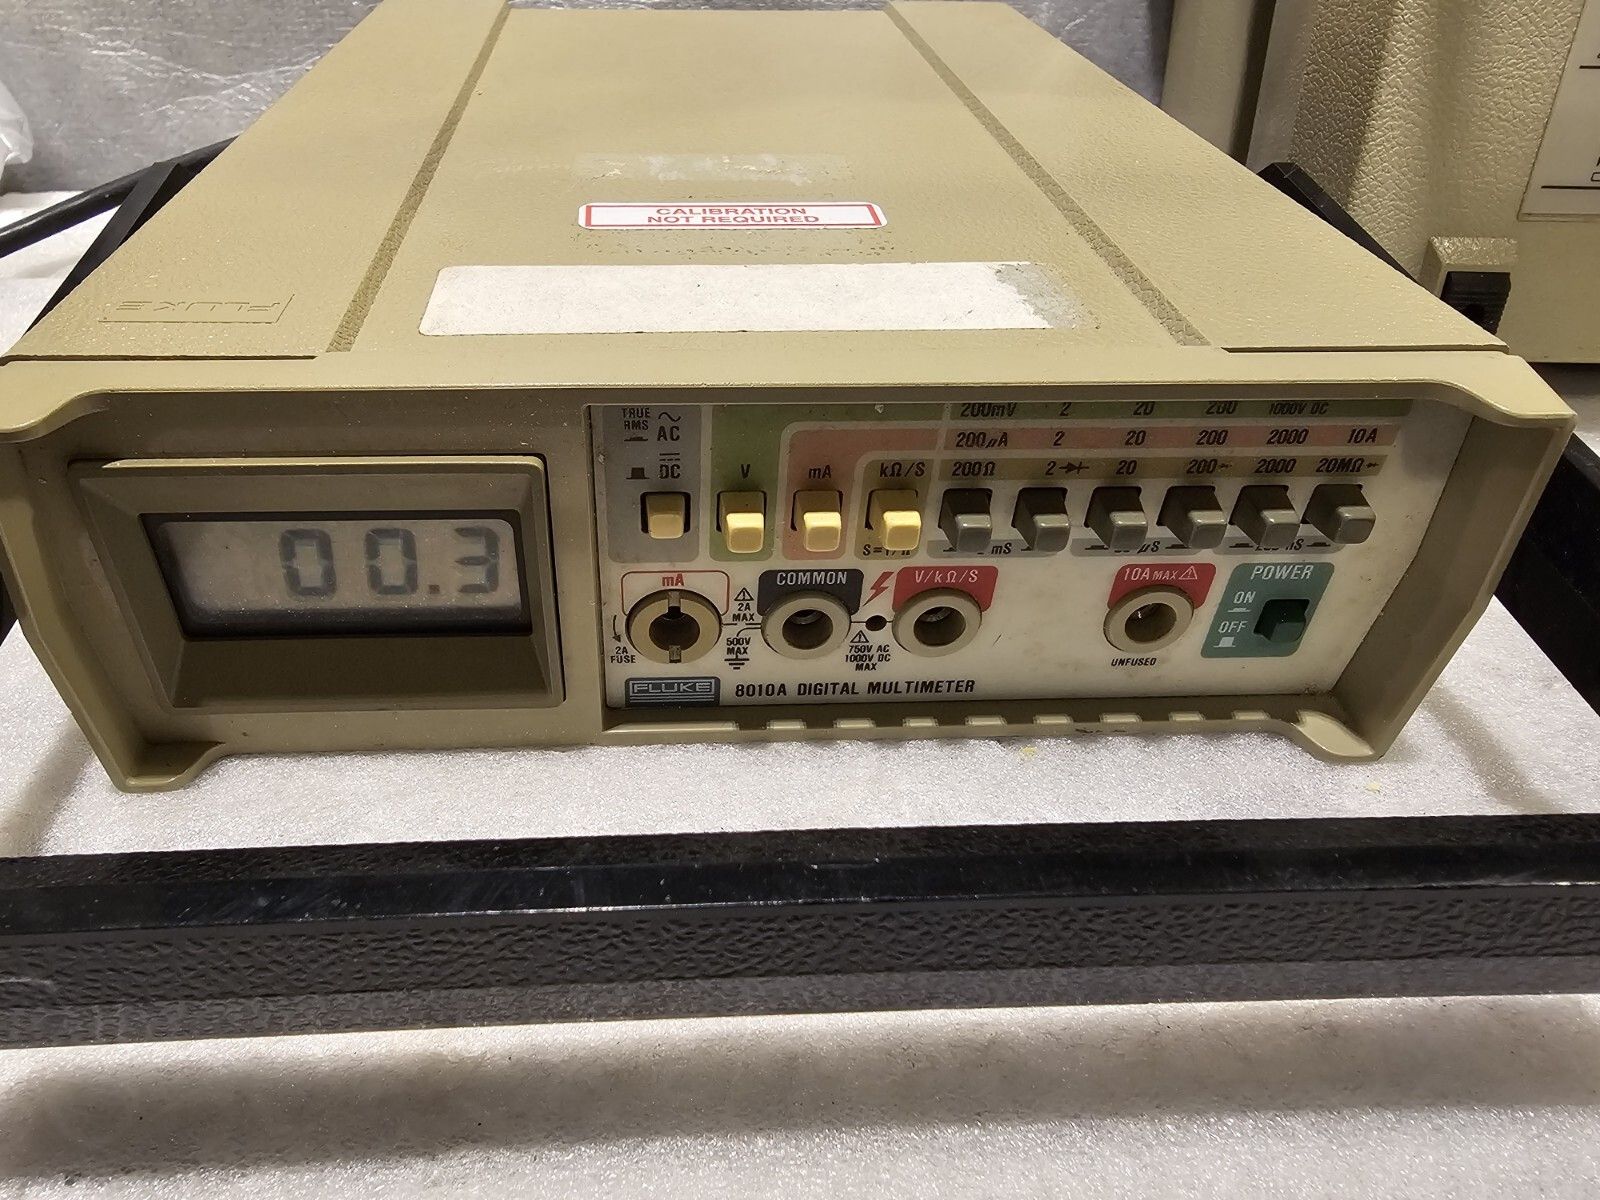 CALIBRATION
NOT REQUIRED
FLUKE
TRUE
RMS
AC
DC
V
mA
kΩ/S
200mV 2 20 200 1000V DC
200µA 2 20 200 2000 10A
200Ω 2 20 200 2000 20MΩ
mS
µS
00.3
mA
2A
FUSE
2A
MAX
500V
MAX
COMMON
750V AC
1000V DC
MAX
V/kΩ/S
10A MAX
UNFUSED
POWER
ON
OFF
FLUKE 8010A DIGITAL MULTIMETER